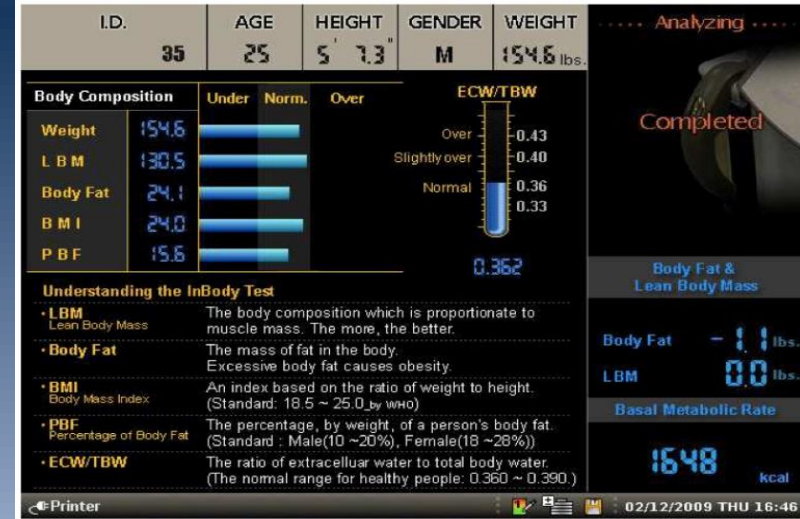 I.D. AGE HEIGHT GENDER WEIGHT
35 25 5' 7.3" M 154.6 lbs.
Body Composition Under Norm. Over
Weight 154.6
LBM 130.5
Body Fat 24.1
BMI 24.0
PBF 15.6
ECW/TBW
Over 0.43
Slightly over 0.40
Normal 0.36
0.33
0.362
Understanding the InBody Test
·LBM The body composition which is proportionate to
Lean Body Mass muscle mass. The more, the better.
·Body Fat The mass of fat in the body.
Excessive body fat causes obesity.
·BMI An index based on the ratio of weight to height.
Body Mass Index (Standard: 18.5 ~ 25.0_by WHO)
·PBF The percentage, by weight, of a person's body fat.
Percentage of Body Fat (Standard : Male(10 ~20%), Female(18 ~28%))
·ECW/TBW The ratio of extracelluar water to total body water.
(The normal range for healthy people: 0.360 ~ 0.390.)
Analyzing
Completed
Body Fat &
Lean Body Mass
Body Fat -1.1 lbs.
LBM 0.0 lbs.
Basal Metabolic Rate
1648
kcal
Printer 02/12/2009 THU 16:46